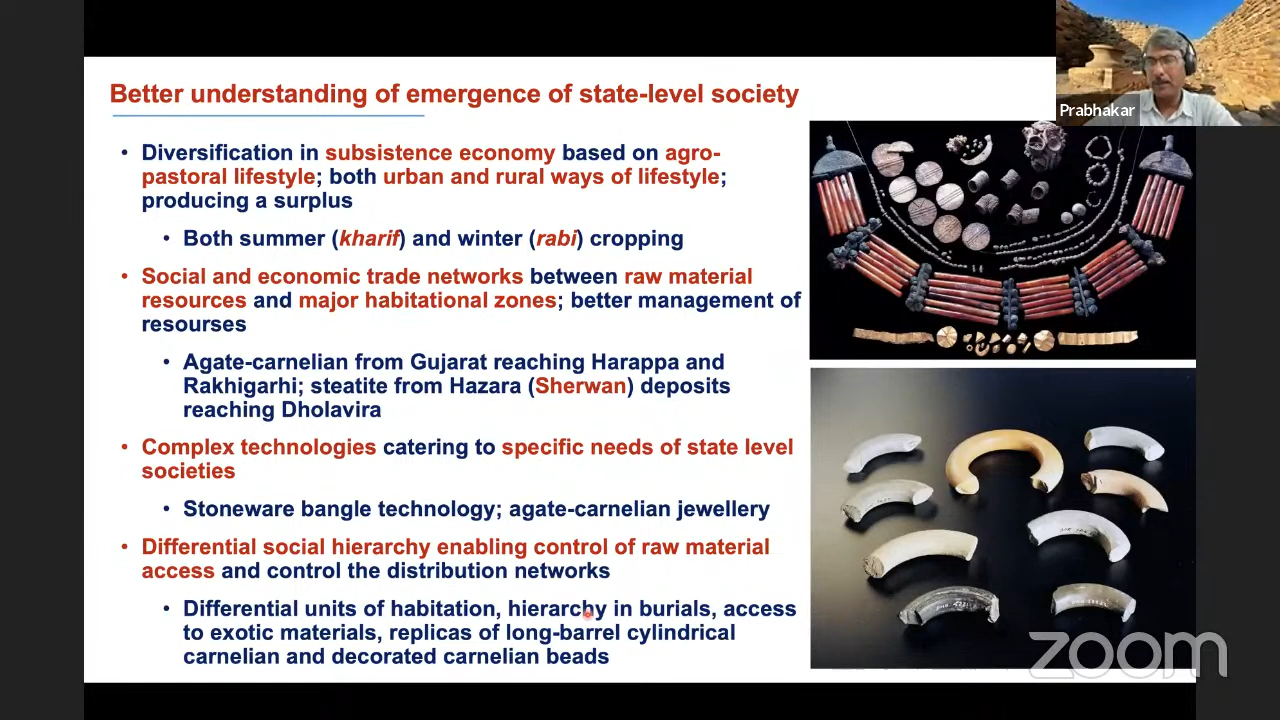 Better understanding of emergence of state-level society
• Diversification in subsistence economy based on agro-
pastoral lifestyle; both urban and rural ways of lifestyle;
producing a surplus
• Both summer (kharif) and winter (rabi) cropping
• Social and economic trade networks between raw material
resources and major habitational zones; better management of
resourses
• Agate-carnelian from Gujarat reaching Harappa and
Rakhigarhi; steatite from Hazara (Sherwan) deposits
reaching Dholavira
• Complex technologies catering to specific needs of state level
societies
• Stoneware bangle technology; agate-carnelian jewellery
• Differential social hierarchy enabling control of raw material
access and control the distribution networks
• Differential units of habitation, hierarchy in burials, access
to exotic materials, replicas of long-barrel cylindrical
carnelian and decorated carnelian beads
Prabhakar
zoom